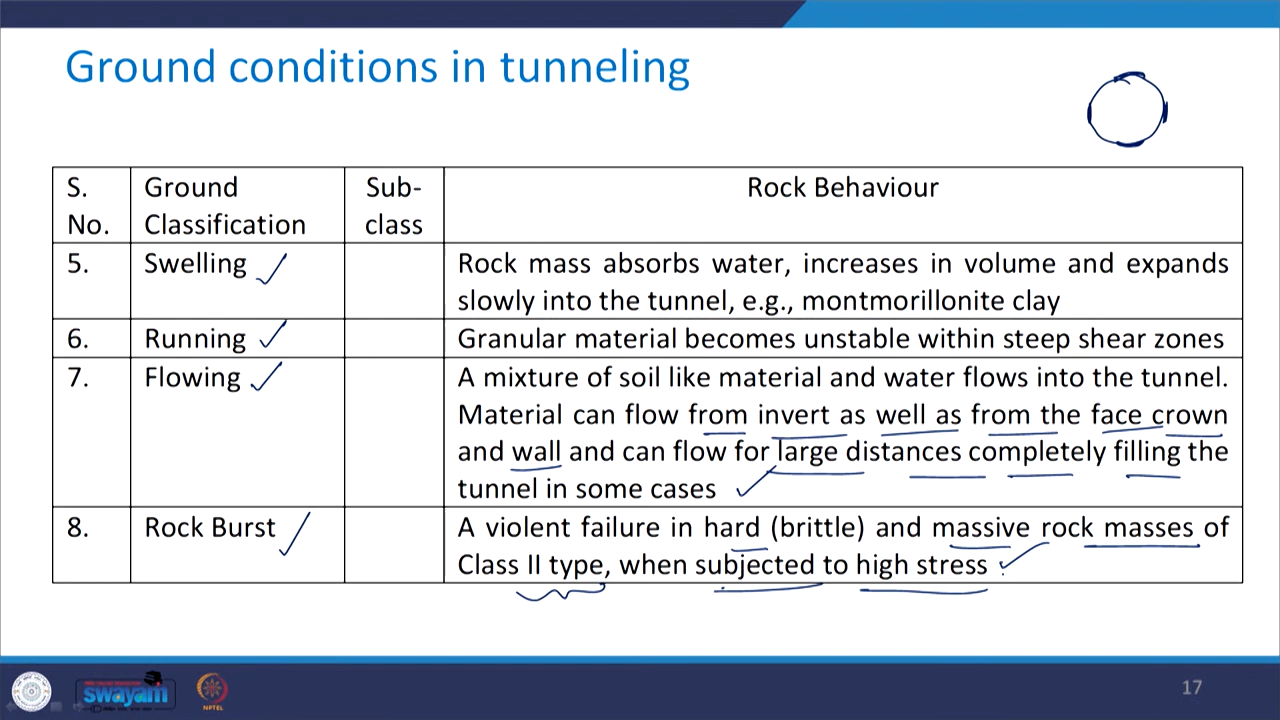 Ground conditions in tunneling
S. No.
Ground Classification
Sub-class
Rock Behaviour
5.
Swelling
Rock mass absorbs water, increases in volume and expands
slowly into the tunnel, e.g., montmorillonite clay
6.
Running
Granular material becomes unstable within steep shear zones
7.
Flowing
A mixture of soil like material and water flows into the tunnel.
Material can flow from invert as well as from the face crown
and wall and can flow for large distances completely filling the
tunnel in some cases
8.
Rock Burst
A violent failure in hard (brittle) and massive rock masses of
Class II type, when subjected to high stress
swayam
NPTEL
17